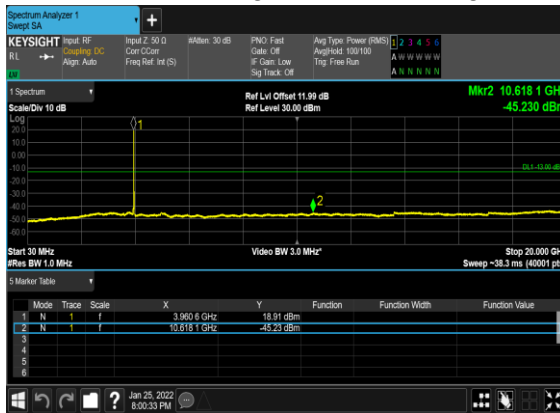 Spectrum Analyzer 1
Swept SA
KEYSIGHT Input: RF Input Z: 50 Ω #Atten: 30 dB PNO: Fast Avg Type: Power (RMS) 1 2 3 4 5 6
RL Coupling: DC Corr CCorr Gate: Off Avg|Hold: 100/100 A W W W W W
Align: Auto Freq Ref: Int (S) IF Gain: Low Trig: Free Run
Sig Track: Off A N N N N N
1 Spectrum Ref Lvl Offset 11.99 dB Mkr2 10.618 1 GH
Scale/Div 10 dB Ref Level 30.00 dBm -45.230 dB
Log
20.0
10.0
0.00
-10.0 DL1 -13.00 dB
-20.0
-30.0
-40.0
-50.0
-60.0
1
2
Start 30 MHz Video BW 3.0 MHz* Stop 20.000 GH
#Res BW 1.0 MHz Sweep ~38.3 ms (40001 pt
5 Marker Table
Mode Trace Scale X Y Function Function Width Function Value
1 N 1 f 3.960 6 GHz 18.91 dBm
2 N 1 f 10.618 1 GHz -45.23 dBm
3
4
5
6
? Jan 25, 2022
8:00:33 PM